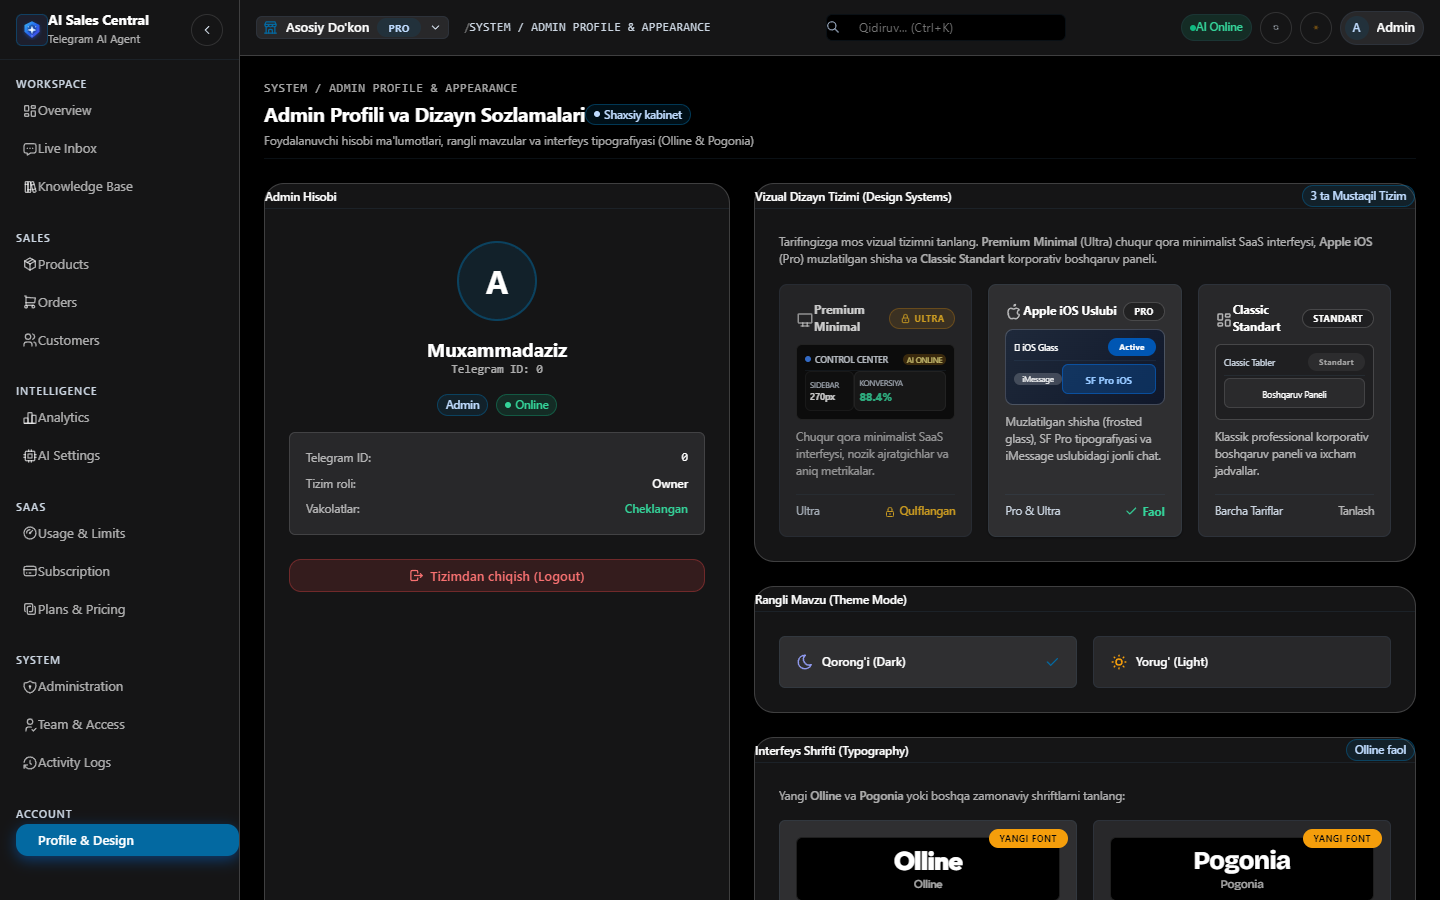 AI Sales Central
Telegram AI Agent
WORKSPACE
Overview
Live Inbox
Knowledge Base
SALES
Products
Orders
Customers
INTELLIGENCE
Analytics
AI Settings
SAAS
Usage & Limits
Subscription
Plans & Pricing
SYSTEM
Administration
Team & Access
Activity Logs
ACCOUNT
Profile & Design
Asosiy Do'kon PRO
/SYSTEM / ADMIN PROFILE & APPEARANCE
Qidiruv... (Ctrl+K)
AI Online
A Admin
SYSTEM / ADMIN PROFILE & APPEARANCE
Admin Profili va Dizayn Sozlamalari
Shaxsiy kabinet
Foydalanuvchi hisobi ma'lumotlari, rangli mavzular va interfeys tipografiyasi (Olline & Pogonia)
Admin Hisobi
A
Muxammadaziz
Telegram ID: 0
Admin
Online
Telegram ID: 0
Tizim roli: Owner
Vakolatlar: Cheklangan
Tizimdan chiqish (Logout)
Vizual Dizayn Tizimi (Design Systems)
3 ta Mustaqil Tizim
Tarifingizga mos vizual tizimni tanlang. Premium Minimal (Ultra) chuqur qora minimalist SaaS interfeysi, Apple iOS
(Pro) muzlatilgan shisha va Classic Standart korporativ boshqaruv paneli.
Premium
Minimal
ULTRA
CONTROL CENTER
AI ONLINE
SIDEBAR
270px
KONVERSIYA
88.4%
Chuqur qora minimalist SaaS
interfeysi, nozik ajratgichlar va
aniq metrikalar.
Ultra
Qulflangan
Apple iOS Uslubi
PRO
iOS Glass
Active
iMessage
SF Pro iOS
Muzlatilgan shisha (frosted
glass), SF Pro tipografiyasi va
iMessage uslubidagi jonli chat.
Pro & Ultra
Faol
Classic
Standart
STANDART
Classic Tabler
Standart
Boshqaruv Paneli
Klassik professional korporativ
boshqaruv paneli va ixcham
jadvallar.
Barcha Tariflar
Tanlash
Rangli Mavzu (Theme Mode)
Qorong'i (Dark)
Yorug' (Light)
Interfeys Shrifti (Typography)
Olline faol
Yangi Olline va Pogonia yoki boshqa zamonaviy shriftlarni tanlang:
YANGI FONT
Olline
Olline
YANGI FONT
Pogonia
Pogonia